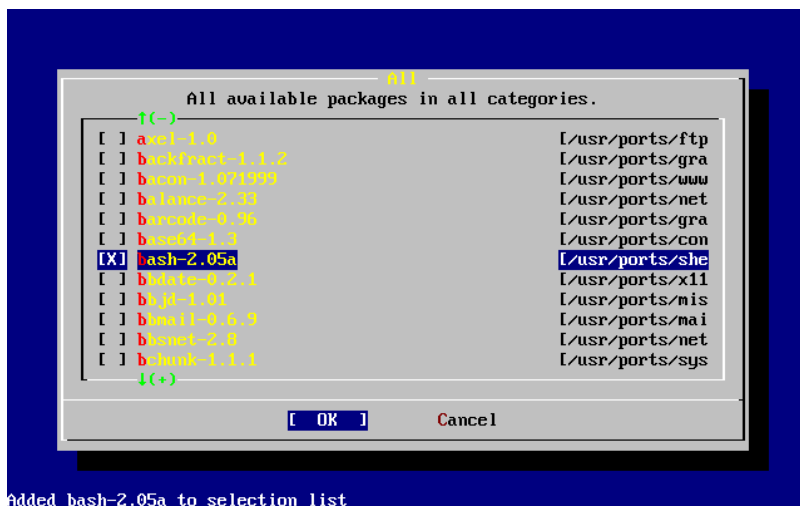 All
All available packages in all categories.
↑(-)
[ ] axel-1.0 [/usr/ports/ftp
[ ] backfract-1.1.2 [/usr/ports/gra
[ ] bacon-1.071999 [/usr/ports/www
[ ] balance-2.33 [/usr/ports/net
[ ] barcode-0.96 [/usr/ports/gra
[ ] base64-1.3 [/usr/ports/con
[X] bash-2.05a [/usr/ports/she
[ ] bbdate-0.2.1 [/usr/ports/x11
[ ] bbjd-1.01 [/usr/ports/mis
[ ] bbmail-0.6.9 [/usr/ports/mai
[ ] bbsnet-2.8 [/usr/ports/net
[ ] bchunk-1.1.1 [/usr/ports/sys
↓(+)
[ OK ] Cancel
Added bash-2.05a to selection list